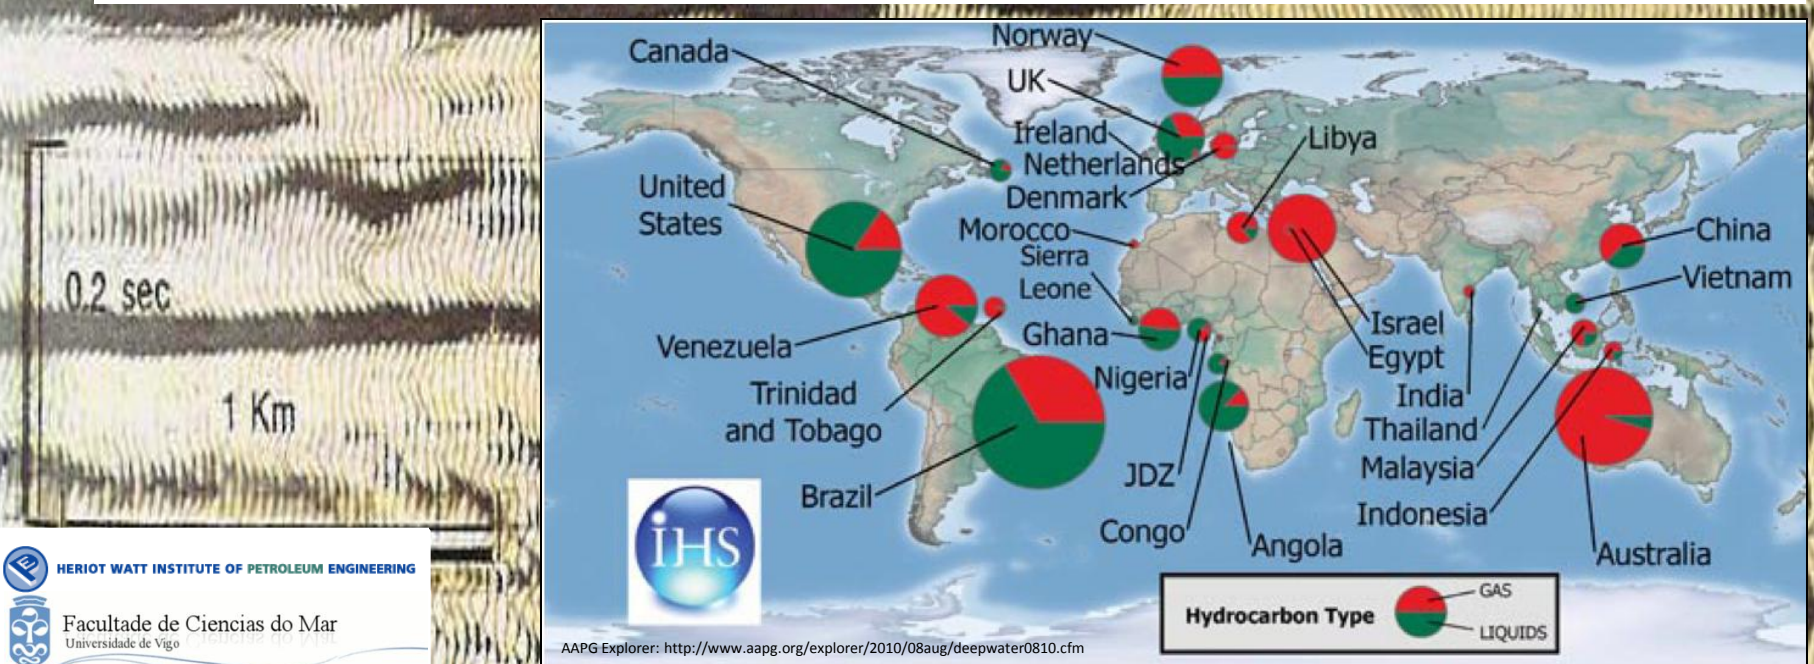 0.2 sec
1 Km
HERIOT WATT INSTITUTE OF PETROLEUM ENGINEERING
Facultade de Ciencias do Mar
Universidade de Vigo
Canada
Norway
UK
Ireland
Netherlands
Denmark
Libya
United
States
Morocco
Sierra
Leone
China
Vietnam
Venezuela
Ghana
Israel
Egypt
Trinidad
and Tobago
Nigeria
India
Thailand
Malaysia
Brazil
JDZ
Indonesia
Congo
Angola
Australia
iHS
Hydrocarbon Type
GAS
LIQUIDS
AAPG Explorer: http://www.aapg.org/explorer/2010/08aug/deepwater0810.cfm